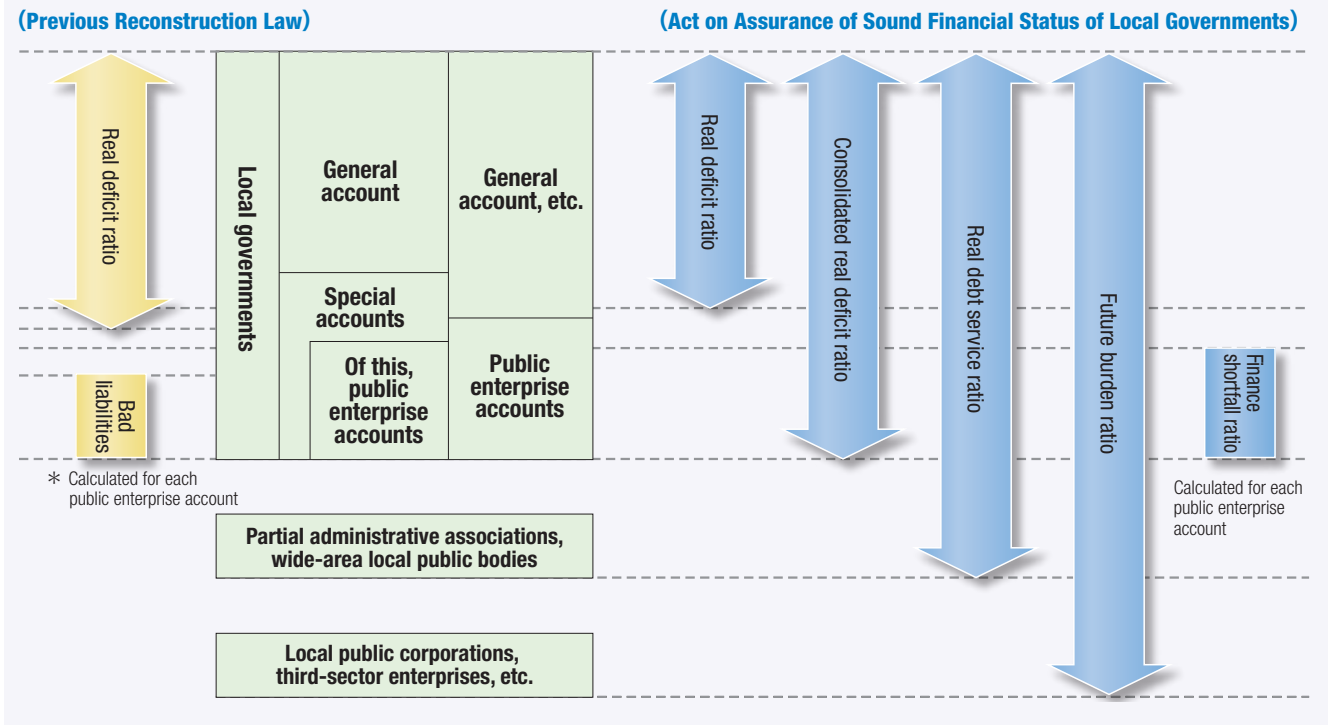 (Previous Reconstruction Law)
(Act on Assurance of Sound Financial Status of Local Governments)
Real deficit ratio
Bad
liabilities
* Calculated for each
public enterprise account
Local governments
General
account
Special
accounts
Of this,
public
enterprise
accounts
General
account, etc.
Public
enterprise
accounts
Partial administrative associations,
wide-area local public bodies
Local public corporations,
third-sector enterprises, etc.
Real deficit ratio
Consolidated real deficit ratio
Real debt service ratio
Future burden ratio
Finance
shortfall ratio
Calculated for each
public enterprise
account